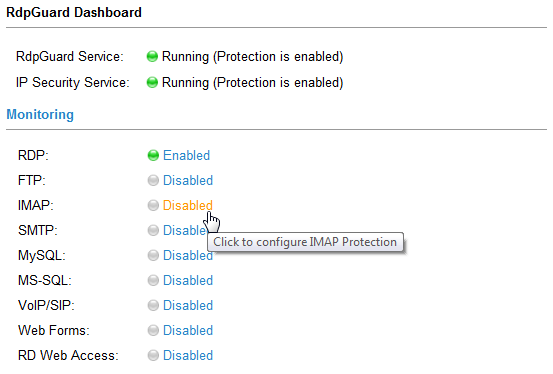 RdpGuard Dashboard
RdpGuard Service: Running (Protection is enabled)
IP Security Service: Running (Protection is enabled)
Monitoring
RDP: Enabled
FTP: Disabled
IMAP: Disabled
SMTP: Disabled
Click to configure IMAP Protection
MySQL: Disabled
MS-SQL: Disabled
VoIP/SIP: Disabled
Web Forms: Disabled
RD Web Access: Disabled